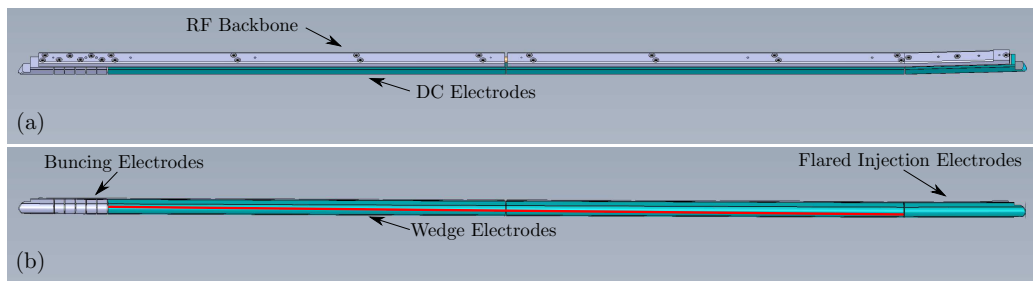 RF Backbone
DC Electrodes
(a)
Buncing Electrodes
Flared Injection Electrodes
Wedge Electrodes
(b)